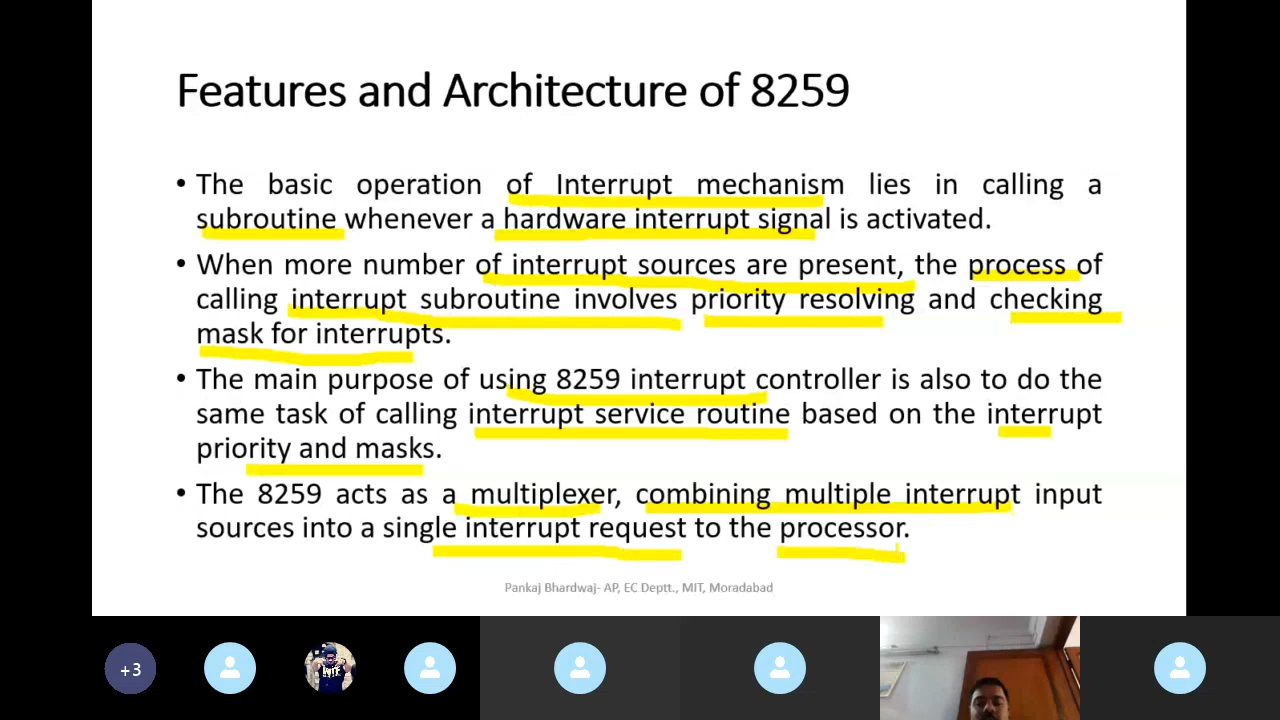 Features and Architecture of 8259
• The basic operation of Interrupt mechanism lies in calling a
subroutine whenever a hardware interrupt signal is activated.
• When more number of interrupt sources are present, the process of
calling interrupt subroutine involves priority resolving and checking
mask for interrupts.
• The main purpose of using 8259 interrupt controller is also to do the
same task of calling interrupt service routine based on the interrupt
priority and masks.
• The 8259 acts as a multiplexer, combining multiple interrupt input
sources into a single interrupt request to the processor.
Pankaj Bhardwaj- AP, EC Deptt., MIT, Moradabad
+3